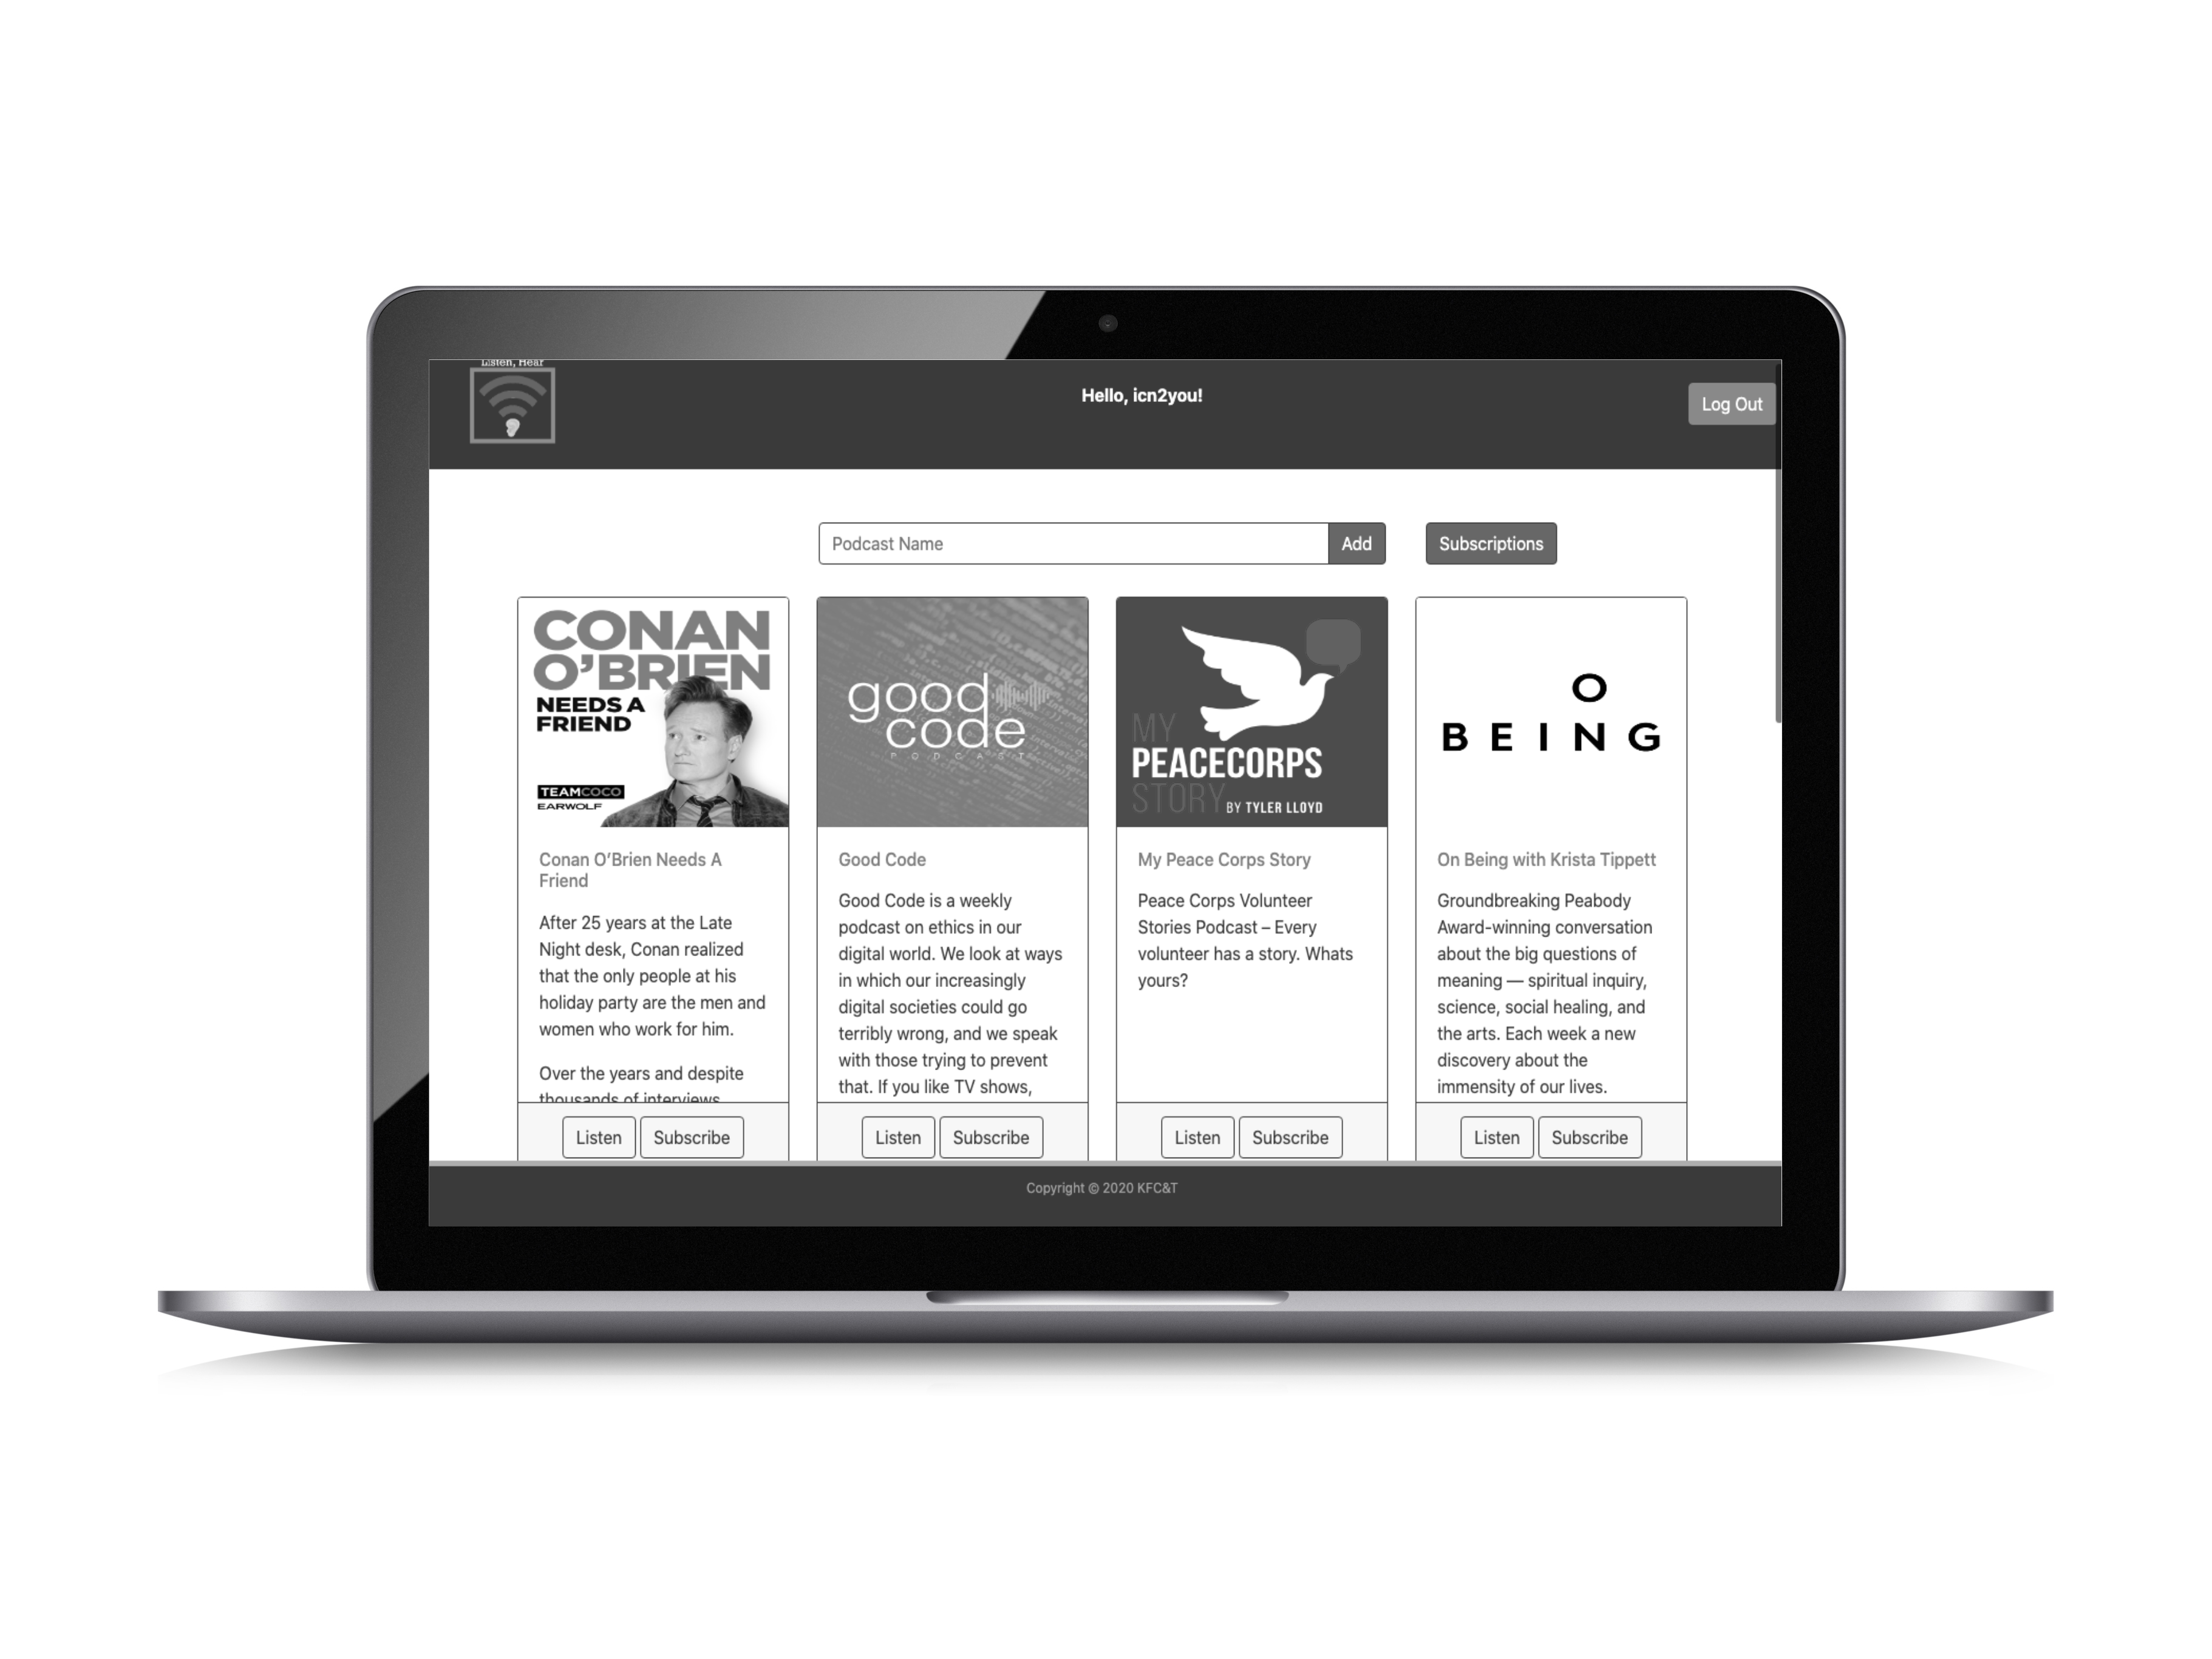 Listen, Hear
Hello, icn2you!
Log Out
Podcast Name
Add
Subscriptions
CONAN
O'BRIEN
NEEDS A
FRIEND
TEAMCOCO
EARWOLF
Conan O'Brien Needs A
Friend
After 25 years at the Late
Night desk, Conan realized
that the only people at his
holiday party are the men and
women who work for him.
Over the years and despite
thousands of interviews
Listen
Subscribe
good
code
PODCAST
Good Code
Good Code is a weekly
podcast on ethics in our
digital world. We look at ways
in which our increasingly
digital societies could go
terribly wrong, and we speak
with those trying to prevent
that. If you like TV shows,
Listen
Subscribe
MY
PEACECORPS
STORY BY TYLER LLOYD
My Peace Corps Story
Peace Corps Volunteer
Stories Podcast – Every
volunteer has a story. Whats
yours?
Listen
Subscribe
O
BEING
On Being with Krista Tippett
Groundbreaking Peabody
Award-winning conversation
about the big questions of
meaning — spiritual inquiry,
science, social healing, and
the arts. Each week a new
discovery about the
immensity of our lives.
Listen
Subscribe
Copyright © 2020 KFC&T